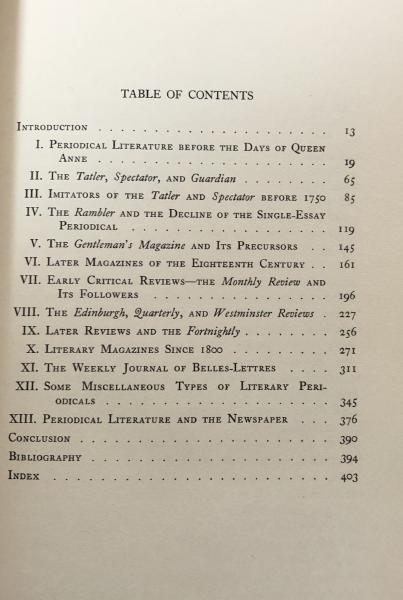 TABLE OF CONTENTS
INTRODUCTION . . . . . . . . . . . . . . . . . . 13
I. PERIODICAL LITERATURE BEFORE THE DAYS OF QUEEN
ANNE . . . . . . . . . . . . . . . . . . 19
II. THE Tatler, Spectator, AND Guardian . . . . . . . 65
III. IMITATORS OF THE Tatler AND Spectator BEFORE 1750 85
IV. THE Rambler AND THE DECLINE OF THE SINGLE-ESSAY
PERIODICAL . . . . . . . . . . . . . . . 119
V. THE Gentleman's Magazine AND ITS PRECURSORS . . 145
VI. LATER MAGAZINES OF THE EIGHTEENTH CENTURY . . 161
VII. EARLY CRITICAL REVIEWS—THE Monthly Review AND
ITS FOLLOWERS . . . . . . . . . . . . . 196
VIII. THE Edinburgh, Quarterly, AND Westminster Reviews . 227
IX. LATER REVIEWS AND THE Fortnightly . . . . . . . 256
X. LITERARY MAGAZINES SINCE 1800 . . . . . . . . 271
XI. THE WEEKLY JOURNAL OF BELLES-LETTRES . . . . 311
XII. SOME MISCELLANEOUS TYPES OF LITERARY PERI-
ODICALS . . . . . . . . . . . . . . . . . 345
XIII. PERIODICAL LITERATURE AND THE NEWSPAPER . . . 376
CONCLUSION . . . . . . . . . . . . . . . . . . . 390
BIBLIOGRAPHY . . . . . . . . . . . . . . . . . . 394
INDEX . . . . . . . . . . . . . . . . . . . . . 403